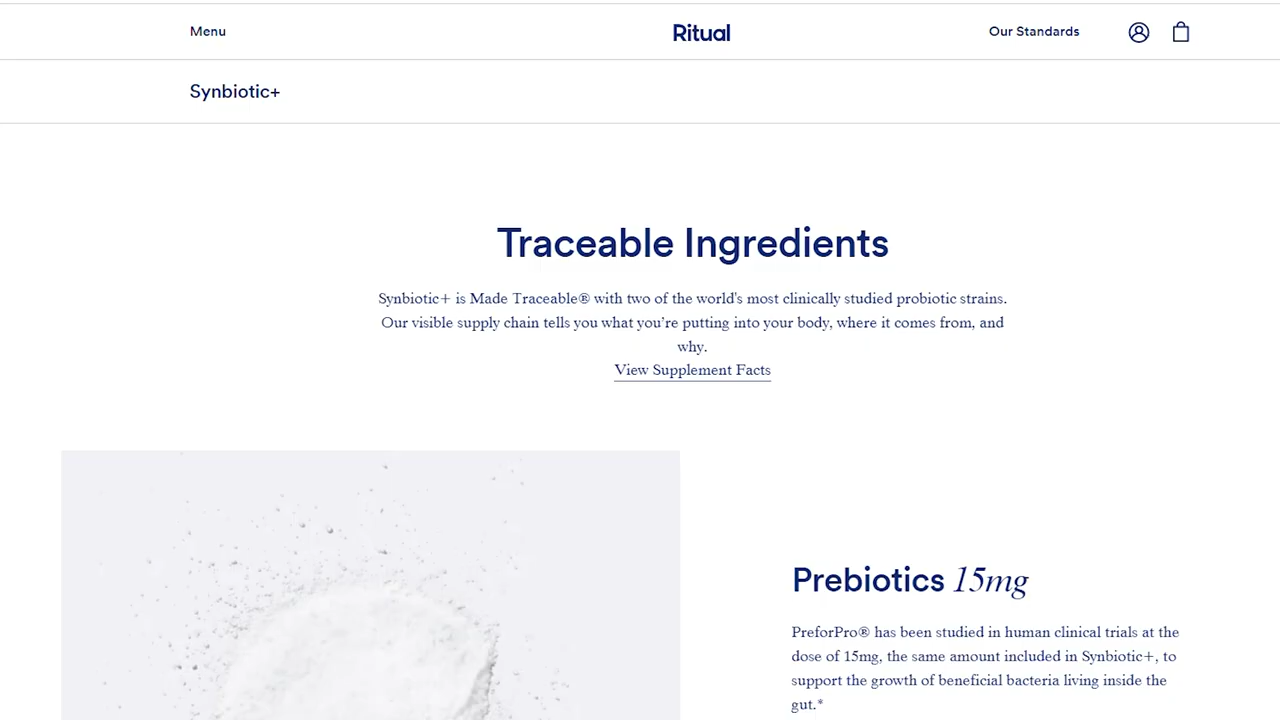 Menu
Ritual
Our Standards
Synbiotic+
Traceable Ingredients
Synbiotic+ is Made Traceable® with two of the world's most clinically studied probiotic strains.
Our visible supply chain tells you what you’re putting into your body, where it comes from, and
why.
View Supplement Facts
Prebiotics 15mg
PreforPro® has been studied in human clinical trials at the
dose of 15mg, the same amount included in Synbiotic+, to
support the growth of beneficial bacteria living inside the
gut.*